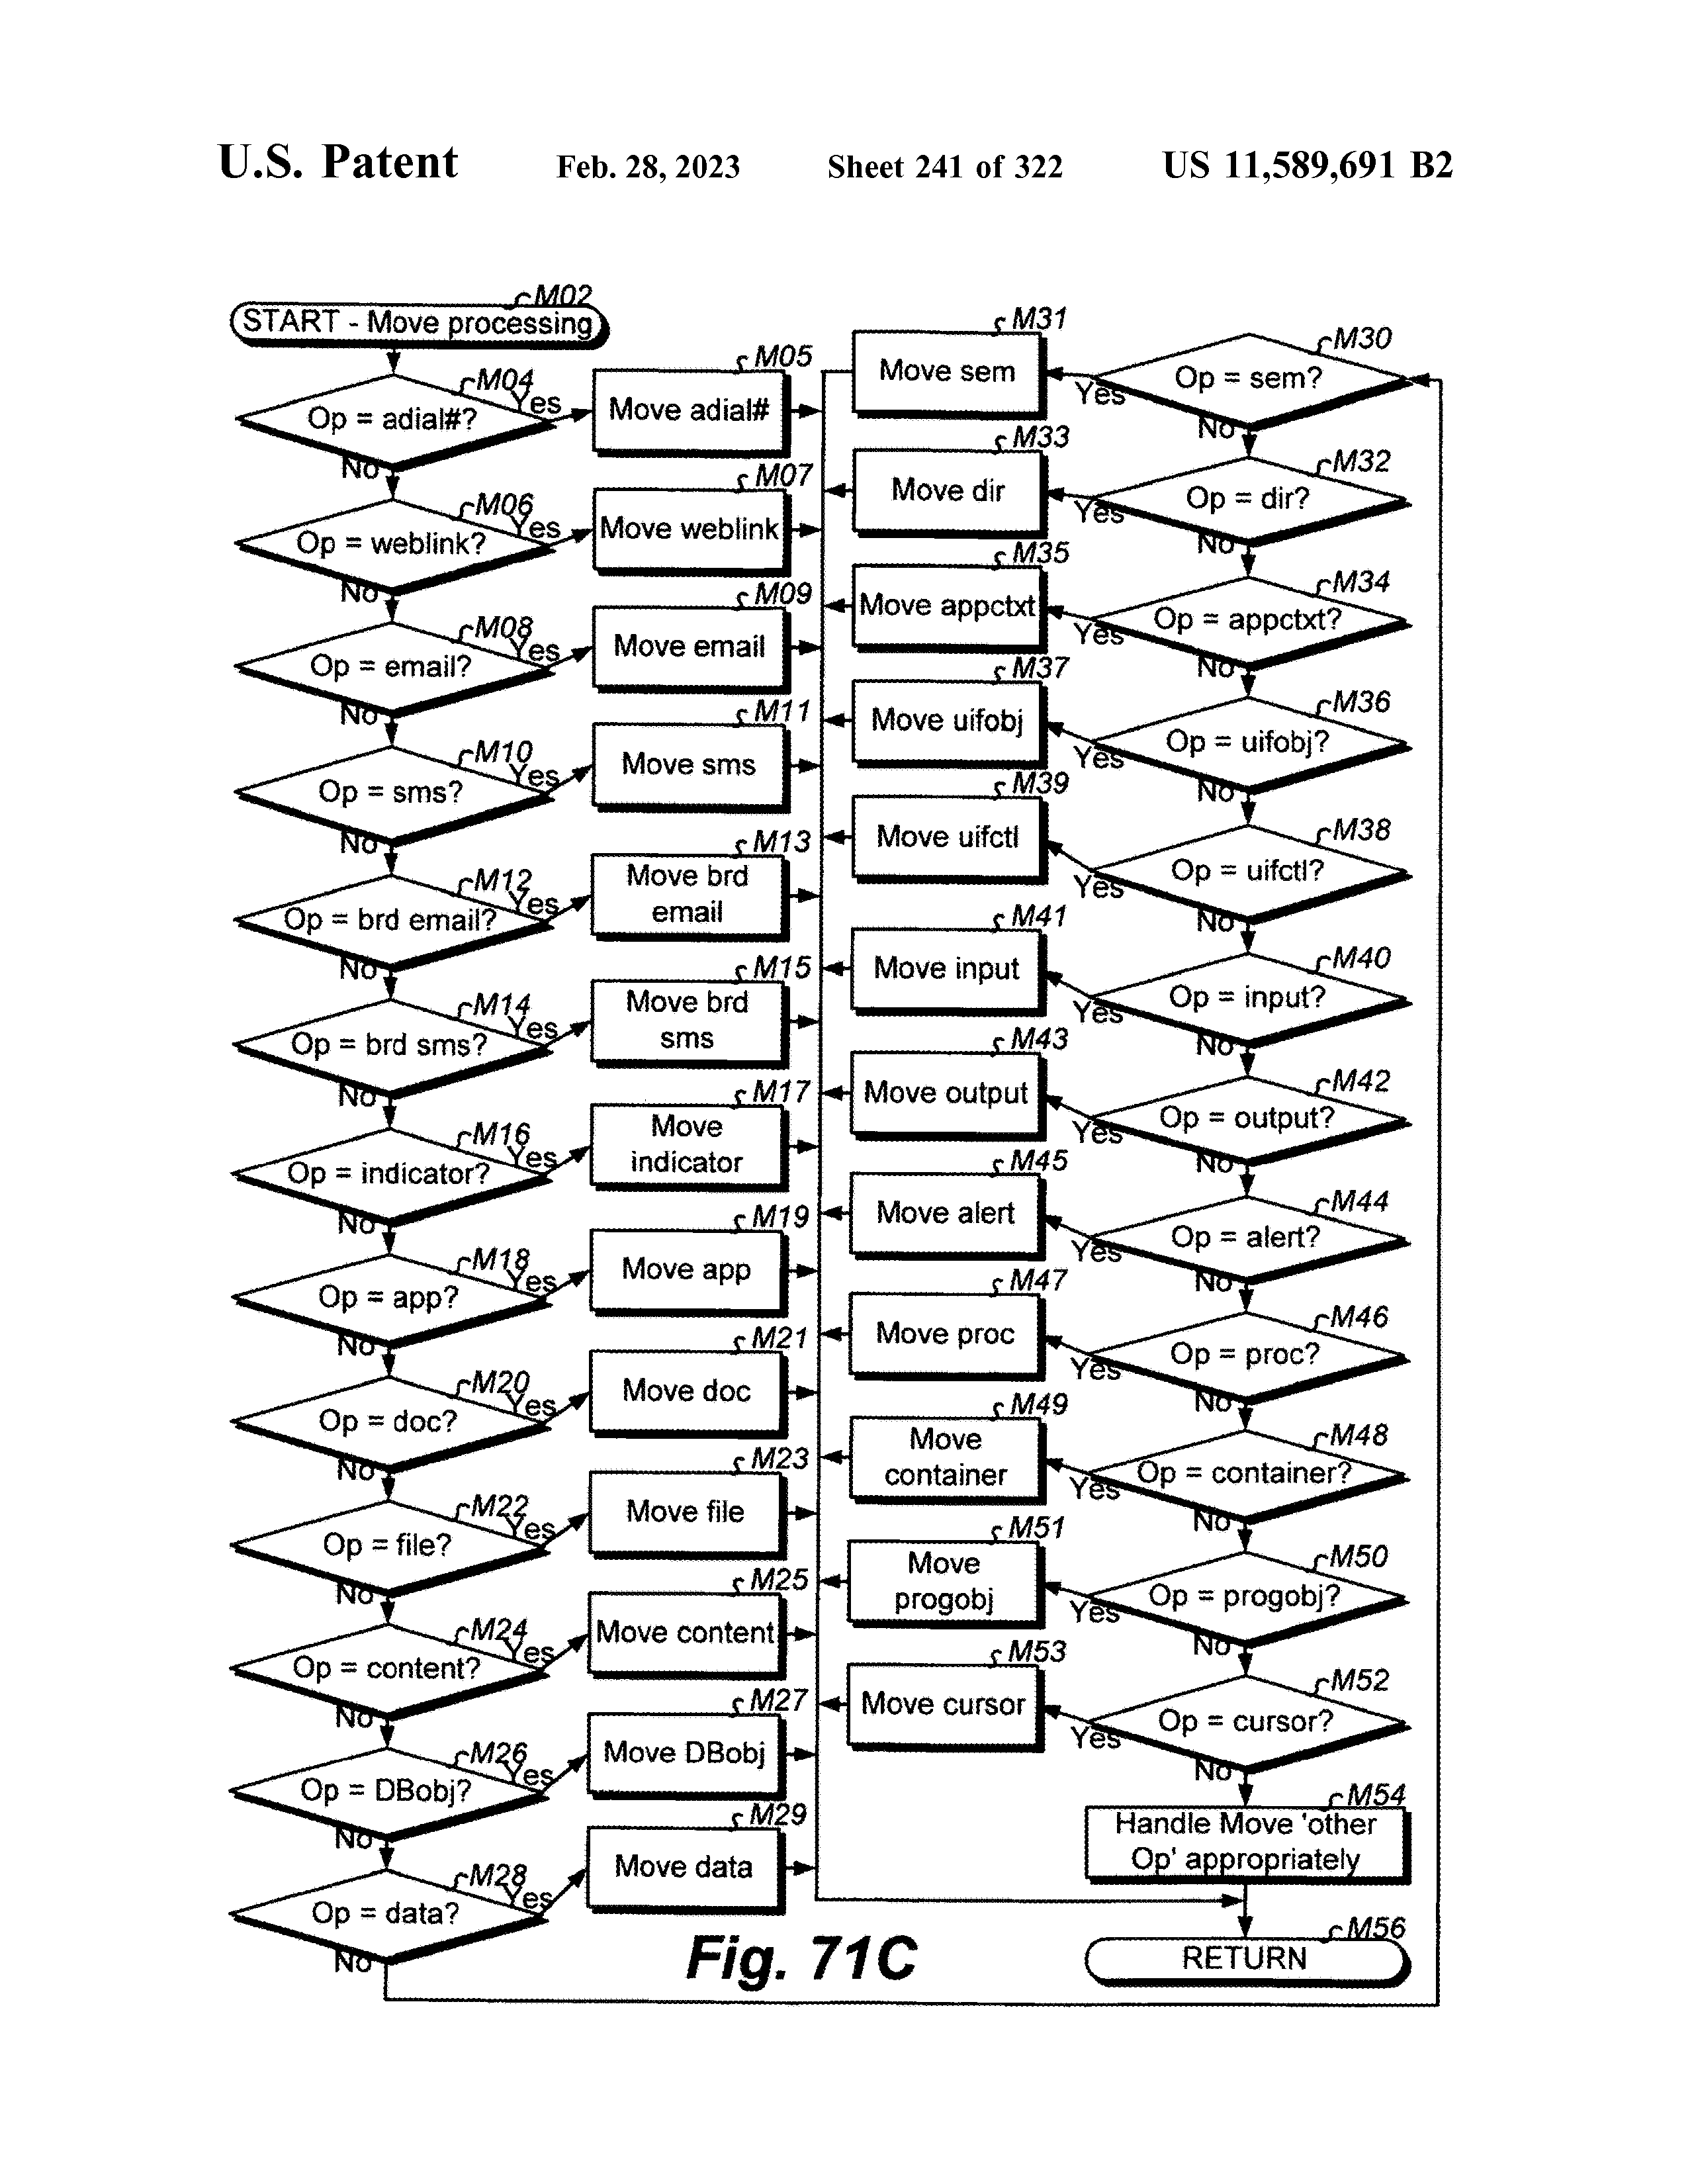 U.S. Patent Feb. 28, 2023 Sheet 241 of 322 US 11,589,691 B2
M02
START - Move processing
M04
Op = adial#?
Yes
No
M05
Move adial#
M06
Op = weblink?
Yes
No
M07
Move weblink
M08
Op = email?
Yes
No
M09
Move email
M10
Op = sms?
Yes
No
M11
Move sms
M12
Op = brd email?
Yes
No
M13
Move brd
email
M14
Op = brd sms?
Yes
No
M15
Move brd
sms
M16
Op = indicator?
Yes
No
M17
Move
indicator
M18
Op = app?
Yes
No
M19
Move app
M20
Op = doc?
Yes
No
M21
Move doc
M22
Op = file?
Yes
No
M23
Move file
M24
Op = content?
Yes
No
M25
Move content
M26
Op = DBobj?
Yes
No
M27
Move DBobj
M28
Op = data?
Yes
No
M29
Move data
M30
Op = sem?
Yes
No
M31
Move sem
M32
Op = dir?
Yes
No
M33
Move dir
M34
Op = appctxt?
Yes
No
M35
Move appctxt
M36
Op = uifobj?
Yes
No
M37
Move uifobj
M38
Op = uifctl?
Yes
No
M39
Move uifctl
M40
Op = input?
Yes
No
M41
Move input
M42
Op = output?
Yes
No
M43
Move output
M44
Op = alert?
Yes
No
M45
Move alert
M46
Op = proc?
Yes
No
M47
Move proc
M48
Op = container?
Yes
No
M49
Move
container
M50
Op = progobj?
Yes
No
M51
Move
progobj
M52
Op = cursor?
Yes
No
M53
Move cursor
M54
Handle Move 'other
Op' appropriately
M56
RETURN
Fig. 71C